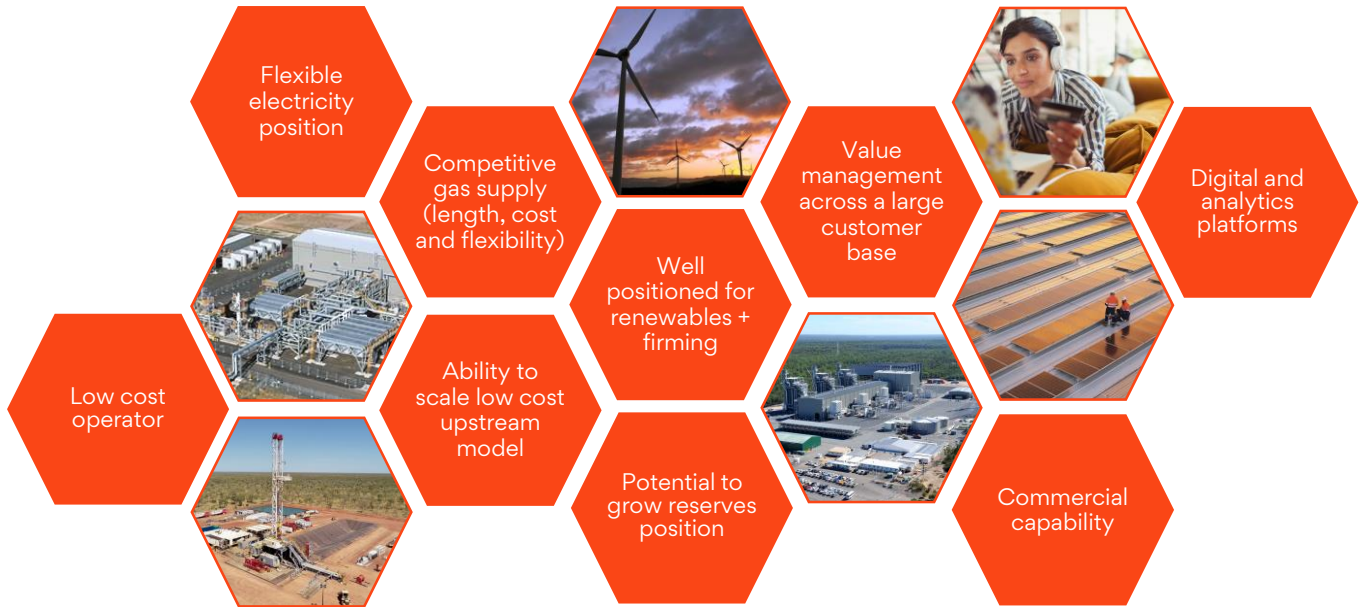 Flexible
electricity
position
Competitive
gas supply
(length, cost
and flexibility)
Value
management
across a large
customer
base
Digital and
analytics
platforms
Well
positioned for
renewables +
firming
Low cost
operator
Ability to
scale low cost
upstream
model
Potential to
grow reserves
position
Commercial
capability